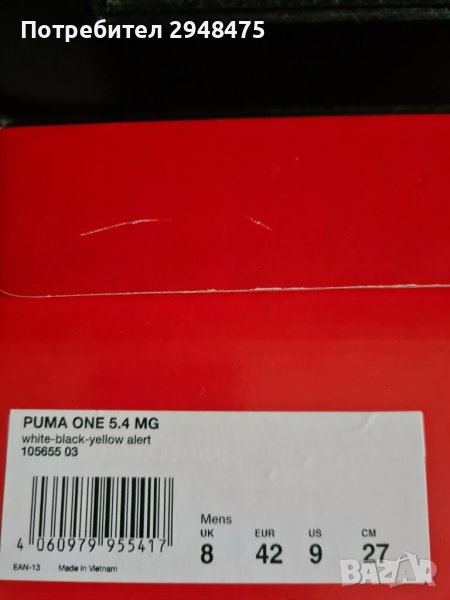 Потребител 2948475
PUMA ONE 5.4 MG
white-black-yellow alert
105655 03
Mens
UK EUR US CM
8 42 9 27
4 060979 955417
EAN-13 Made in Vietnam
bazar